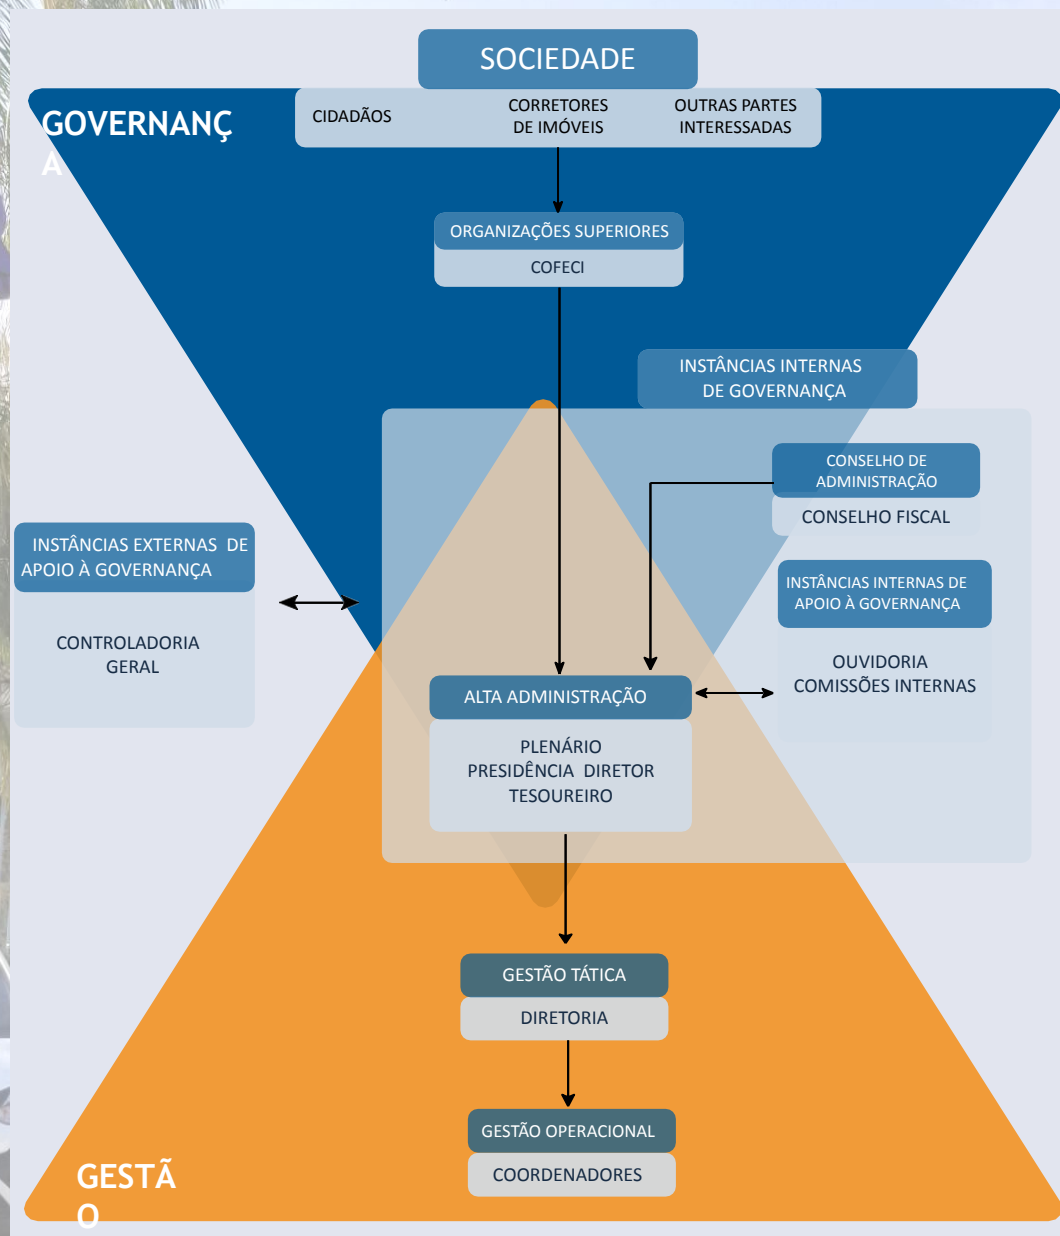 SOCIEDADE
GOVERNANÇ
A
CIDADÃOS
CORRETORES
DE IMÓVEIS
OUTRAS PARTES
INTERESSADAS
ORGANIZAÇÕES SUPERIORES
COFECI
INSTÂNCIAS INTERNAS
DE GOVERNANÇA
CONSELHO DE
ADMINISTRAÇÃO
CONSELHO FISCAL
INSTÂNCIAS EXTERNAS DE
APOIO À GOVERNANÇA
CONTROLADORIA
GERAL
INSTÂNCIAS INTERNAS DE
APOIO À GOVERNANÇA
OUVIDORIA
COMISSÕES INTERNAS
ALTA ADMINISTRAÇÃO
PLENÁRIO
PRESIDÊNCIA DIRETOR
TESOUREIRO
GESTÃO TÁTICA
DIRETORIA
GESTÃO OPERACIONAL
COORDENADORES
GESTÃ
O